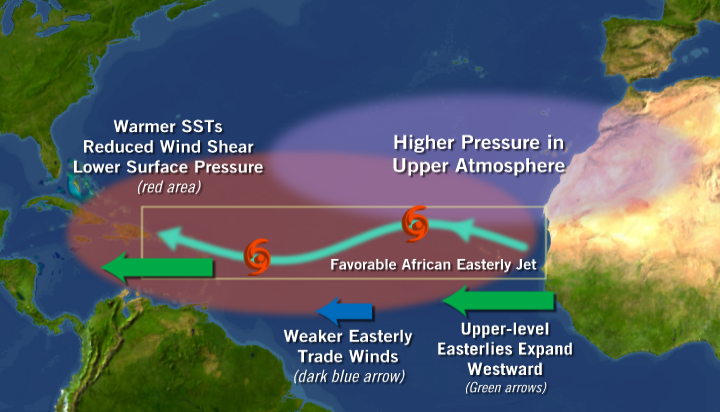 Warmer SSTs
Reduced Wind Shear
Lower Surface Pressure
(red area)
Higher Pressure in
Upper Atmosphere
Favorable African Easterly Jet
Weaker Easterly
Trade Winds
(dark blue arrow)
Upper-level
Easterlies Expand
Westward
(Green arrows)